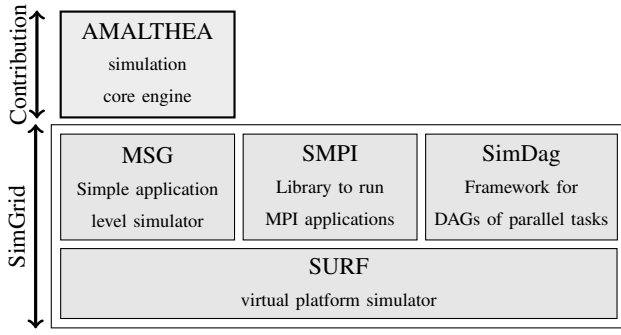 Contribution
AMALTHEA
simulation
core engine
SimGrid
MSG
Simple application
level simulator
SMPI
Library to run
MPI applications
SimDag
Framework for
DAGs of parallel tasks
SURF
virtual platform simulator